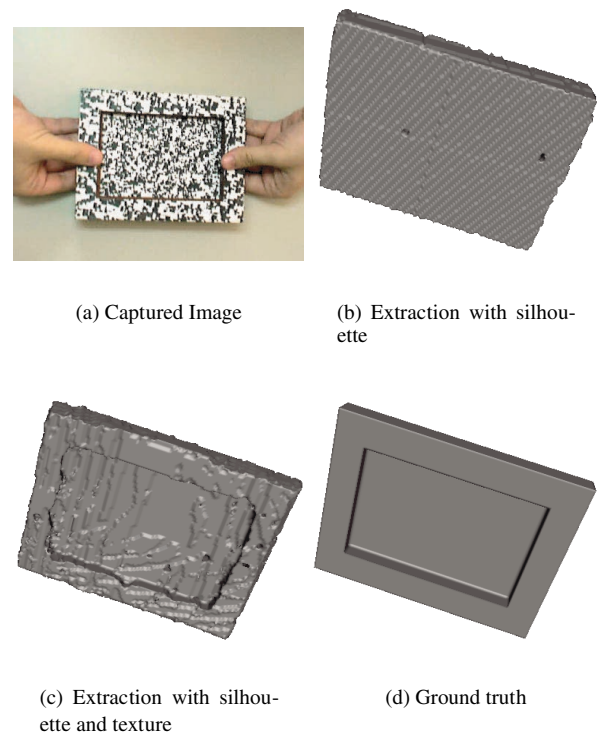 (a) Captured Image
(b) Extraction with silhou-
ette
(c) Extraction with silhou-
ette and texture
(d) Ground truth